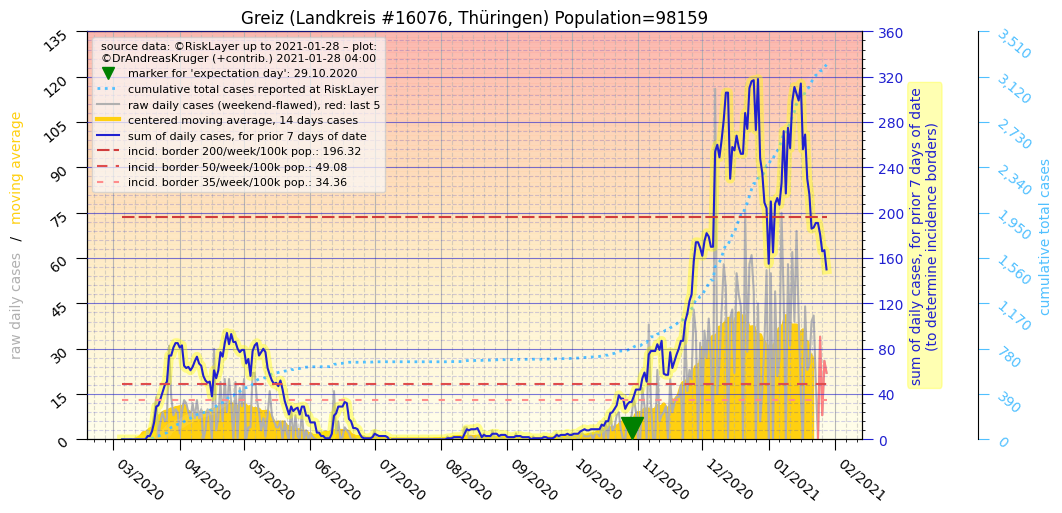 Greiz (Landkreis #16076, Thüringen) Population=98159
source data: ©RiskLayer up to 2021-01-28 – plot:
©DrAndreasKruger (+contrib.) 2021-01-28 04:00
marker for 'expectation day': 29.10.2020
cumulative total cases reported at RiskLayer
raw daily cases (weekend-flawed), red: last 5
centered moving average, 14 days cases
sum of daily cases, for prior 7 days of date
incid. border 200/week/100k pop.: 196.32
incid. border 50/week/100k pop.: 49.08
incid. border 35/week/100k pop.: 34.36
raw daily cases / moving average
135
120
105
90
75
60
45
30
15
0
03/2020
04/2020
05/2020
06/2020
07/2020
08/2020
09/2020
10/2020
11/2020
12/2020
01/2021
02/2021
360
320
280
240
200
160
120
80
40
0
sum of daily cases, for prior 7 days of date
(to determine incidence borders)
3,510
3,120
2,730
2,340
1,950
1,560
1,170
780
390
0
cumulative total cases